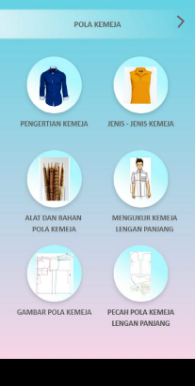 POLA KEMEJA
PENGERTIAN KEMEJA
JENIS - JENIS KEMEJA
ALAT DAN BAHAN
POLA KEMEJA
MENGUKUR KEMEJA
LENGAN PANJANG
GAMBAR POLA KEMEJA
PECAH POLA KEMEJA
LENGAN PANJANG